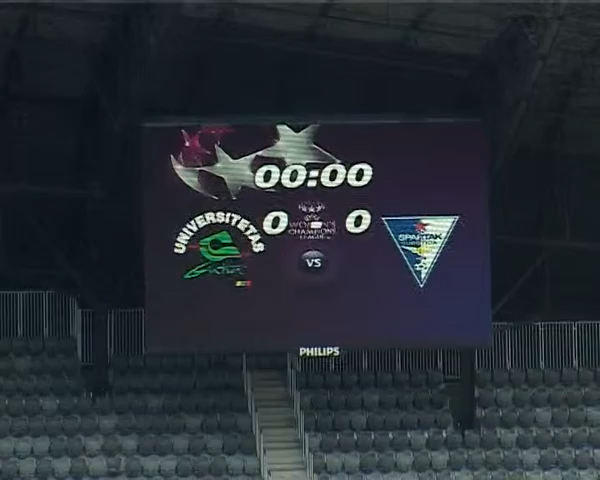 00:00
UNIVERSITETAS
0 0
WOMEN'S
CHAMPIONS
LEAGUE
VS
SPARTAK
PHILIPS